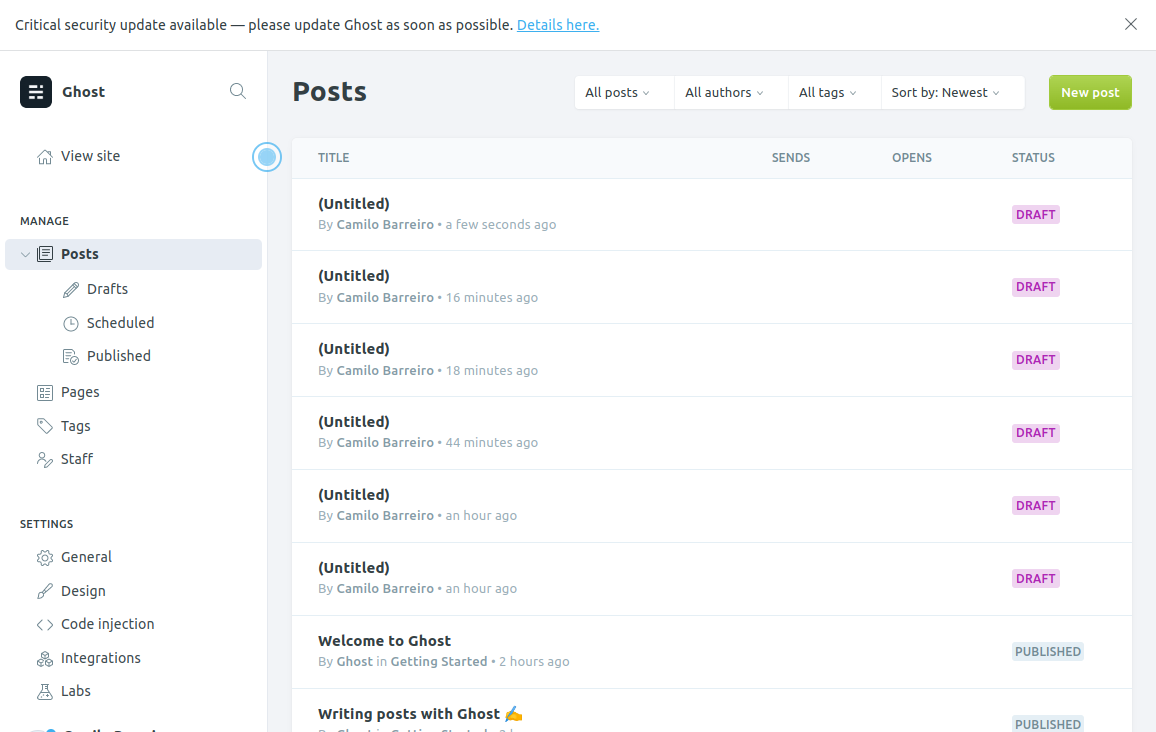 Critical security update available — please update Ghost as soon as possible. Details here.
Ghost
View site
MANAGE
Posts
Drafts
Scheduled
Published
Pages
Tags
Staff
SETTINGS
General
Design
Code injection
Integrations
Labs
Posts
All posts
All authors
All tags
Sort by: Newest
New post
TITLE SENDS OPENS STATUS
(Untitled)
By Camilo Barreiro • a few seconds ago
DRAFT
(Untitled)
By Camilo Barreiro • 16 minutes ago
DRAFT
(Untitled)
By Camilo Barreiro • 18 minutes ago
DRAFT
(Untitled)
By Camilo Barreiro • 44 minutes ago
DRAFT
(Untitled)
By Camilo Barreiro • an hour ago
DRAFT
(Untitled)
By Camilo Barreiro • an hour ago
DRAFT
Welcome to Ghost
By Ghost in Getting Started • 2 hours ago
PUBLISHED
Writing posts with Ghost ✍️
PUBLISHED